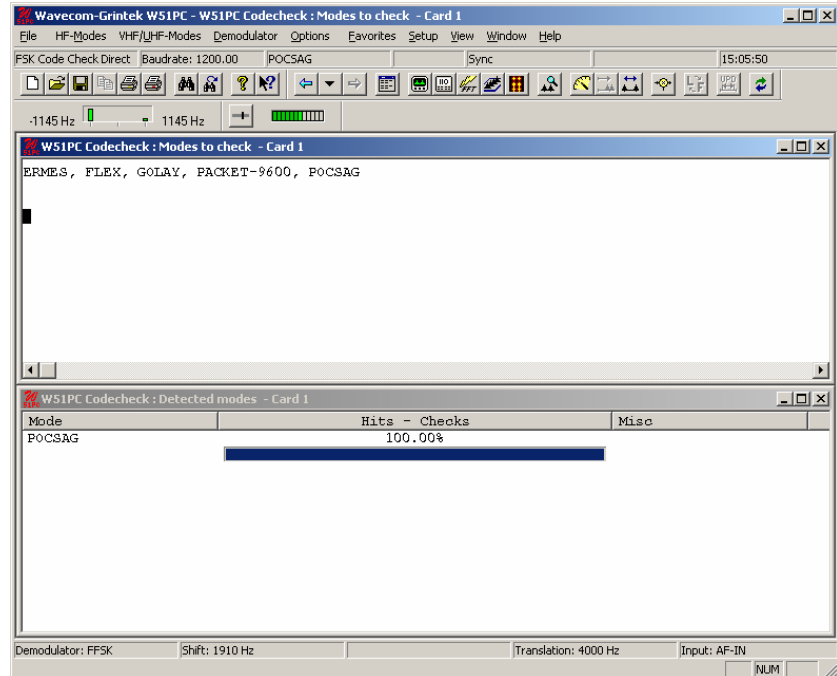 Wavecom-Grintek W51PC - W51PC Codecheck : Modes to check - Card 1
File HF-Modes VHF/UHF-Modes Demodulator Options Favorites Setup View Window Help
FSK Code Check Direct Baudrate: 1200.00 POCSAG Sync 15:05:50
-1145 Hz 1145 Hz
W51PC Codecheck : Modes to check - Card 1
ERMES, FLEX, GOLAY, PACKET-9600, POCSAG
W51PC Codecheck : Detected modes - Card 1
Mode Hits - Checks Misc
POCSAG 100.00%
Demodulator: FFSK Shift: 1910 Hz Translation: 4000 Hz Input: AF-IN
NUM